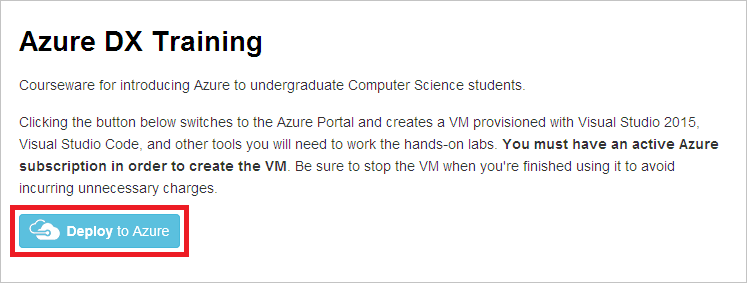 Azure DX Training
Courseware for introducing Azure to undergraduate Computer Science students.
Clicking the button below switches to the Azure Portal and creates a VM provisioned with Visual Studio 2015,
Visual Studio Code, and other tools you will need to work the hands-on labs. You must have an active Azure
subscription in order to create the VM. Be sure to stop the VM when you're finished using it to avoid
incurring unnecessary charges.
Deploy to Azure